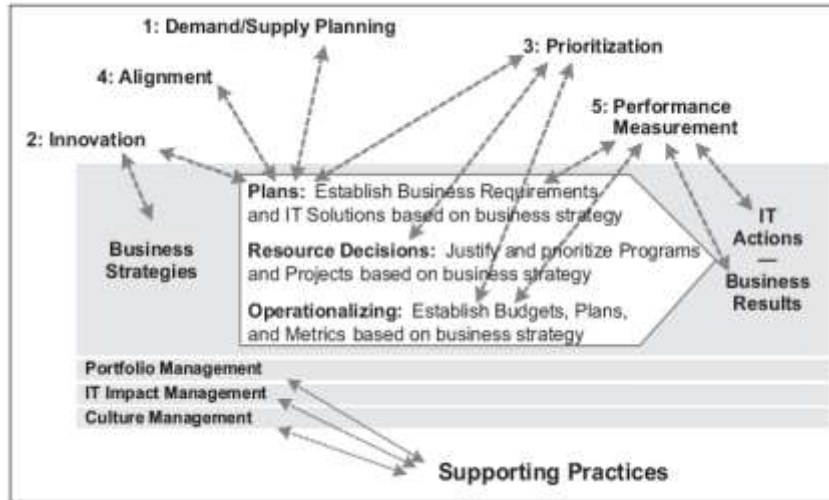 1: Demand/Supply Planning
3: Prioritization
4: Alignment
5: Performance
Measurement
2: Innovation
Plans: Establish Business Requirements
and IT Solutions based on business strategy
Business
Strategies
Resource Decisions: Justify and prioritize Programs
and Projects based on business strategy
Operationalizing: Establish Budgets, Plans,
and Metrics based on business strategy
IT
Actions
—
Business
Results
Portfolio Management
IT Impact Management
Culture Management
Supporting Practices